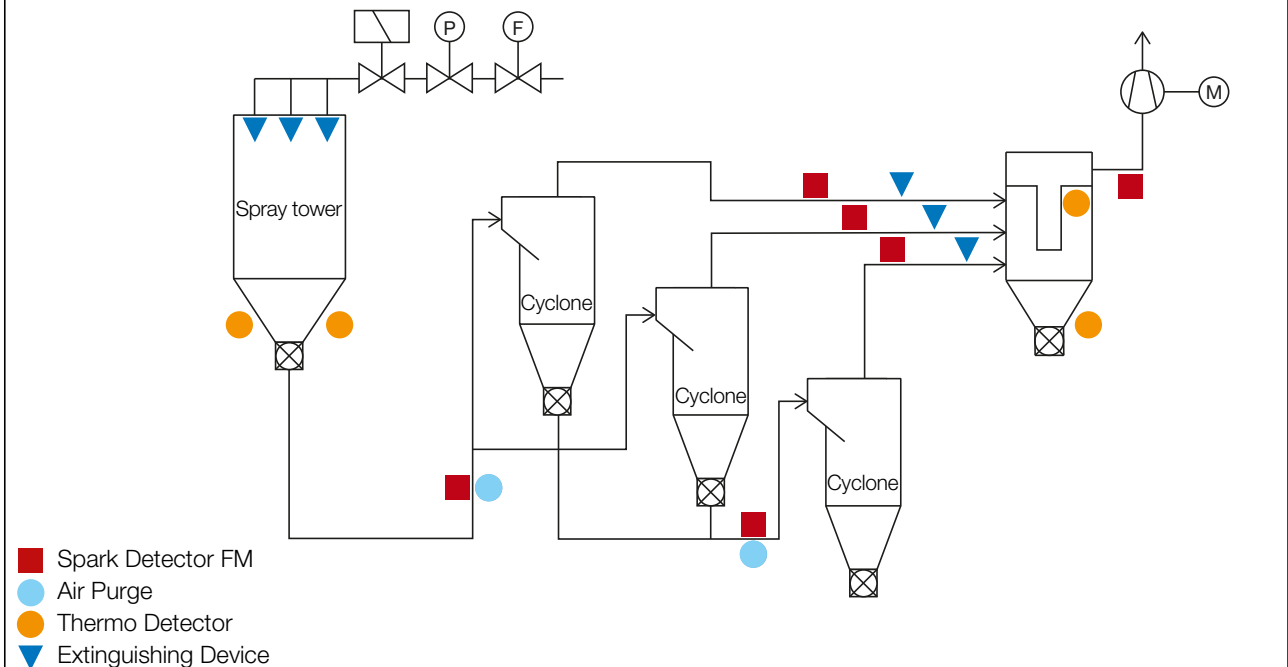 P
F
M
Spray tower
Cyclone
Cyclone
Cyclone
Spark Detector FM
Air Purge
Thermo Detector
Extinguishing Device